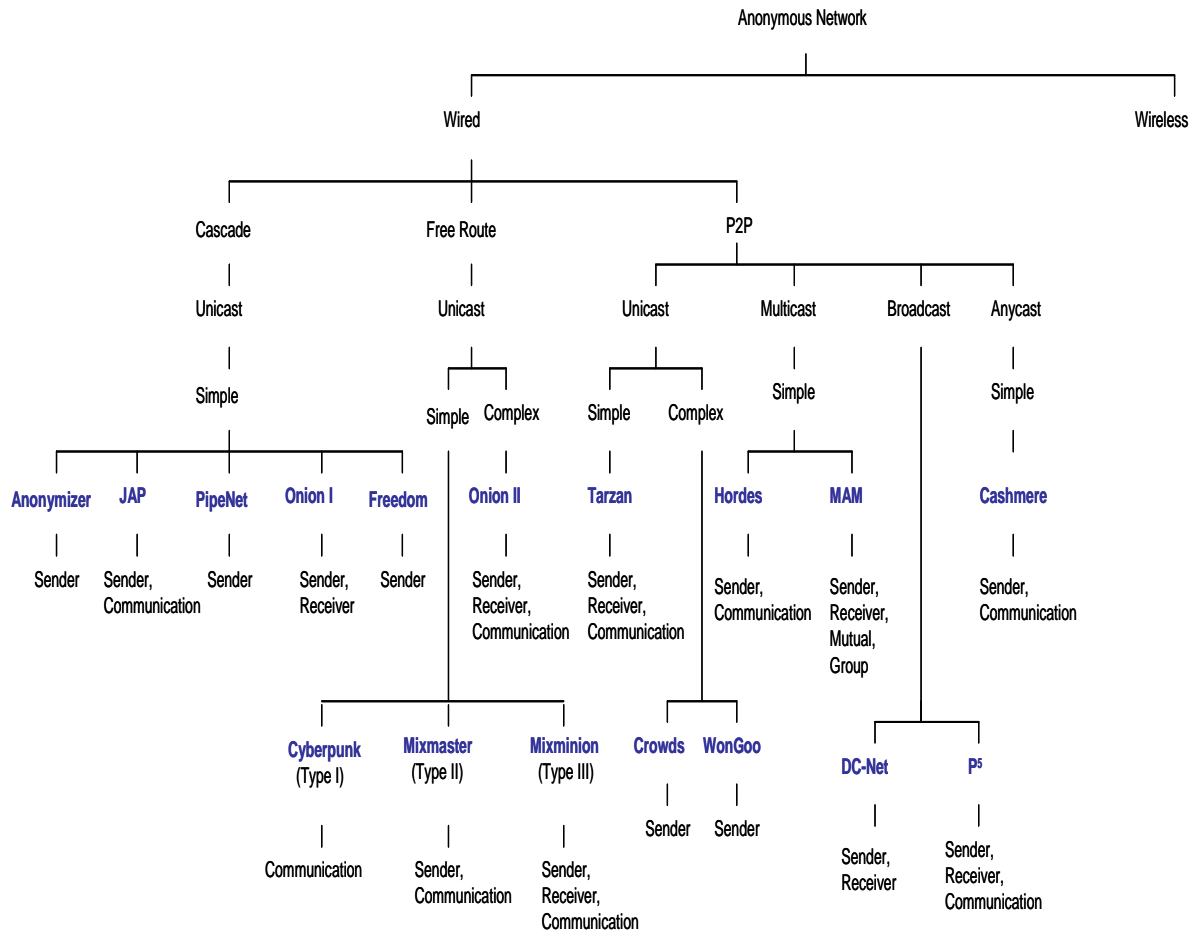 Anonymous Network
Wired
Wireless
Cascade
Free Route
P2P
Unicast
Unicast
Unicast
Multicast
Broadcast
Anycast
Simple
Simple
Complex
Simple
Complex
Simple
Simple
Anonymizer
JAP
PipeNet
Onion I
Freedom
Onion II
Tarzan
Hordes
MAM
Cashmere
Sender
Sender,
Communication
Sender
Sender,
Receiver
Sender
Sender,
Receiver,
Communication
Sender,
Receiver,
Communication
Sender,
Communication
Sender,
Receiver,
Mutual,
Group
Sender,
Communication
Cyberpunk
(Type I)
Mixmaster
(Type II)
Mixminion
(Type III)
Crowds
WonGoo
DC-Net
P⁵
Communication
Sender,
Communication
Sender,
Receiver,
Communication
Sender
Sender
Sender,
Receiver
Sender,
Receiver,
Communication